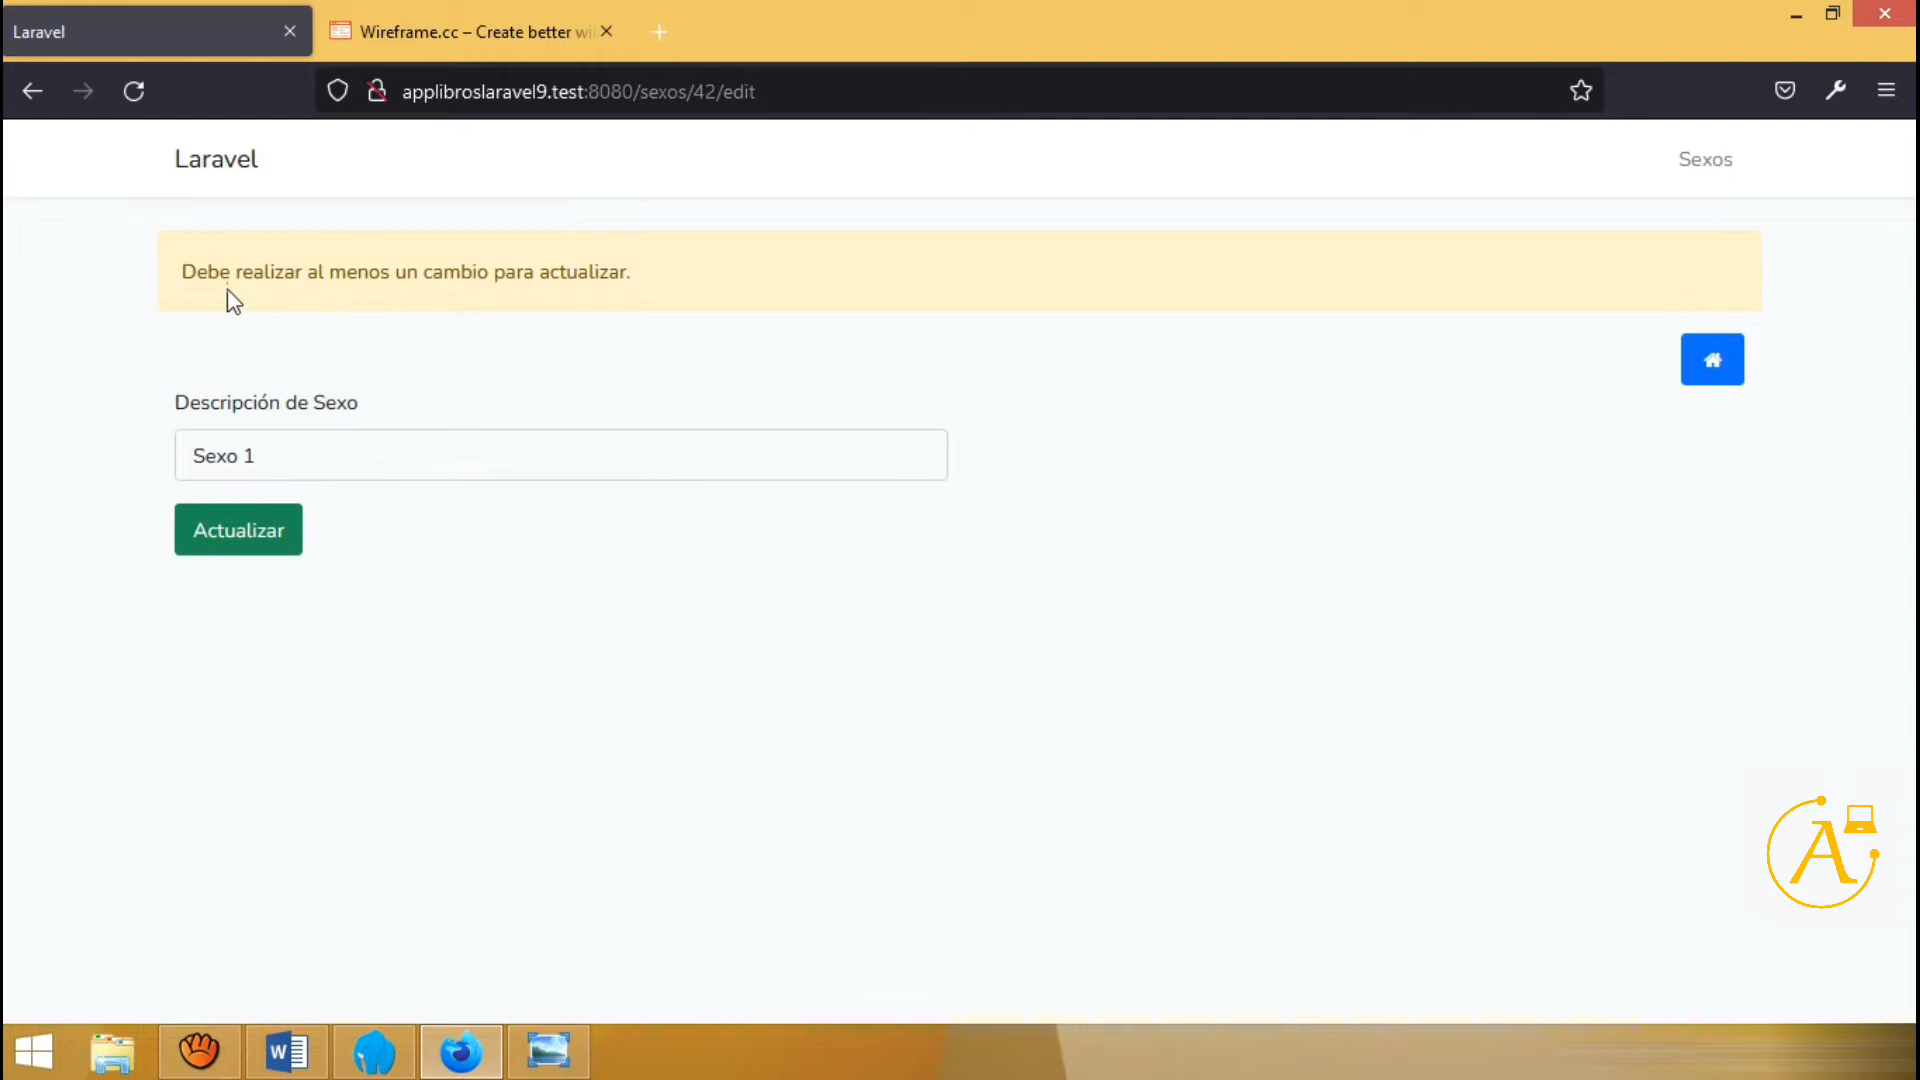 Laravel
Wireframe.cc – Create better wi
applibroslaravel9.test:8080/sexos/42/edit
Laravel
Sexos
Debe realizar al menos un cambio para actualizar.
Descripción de Sexo
Sexo 1
Actualizar
A
W